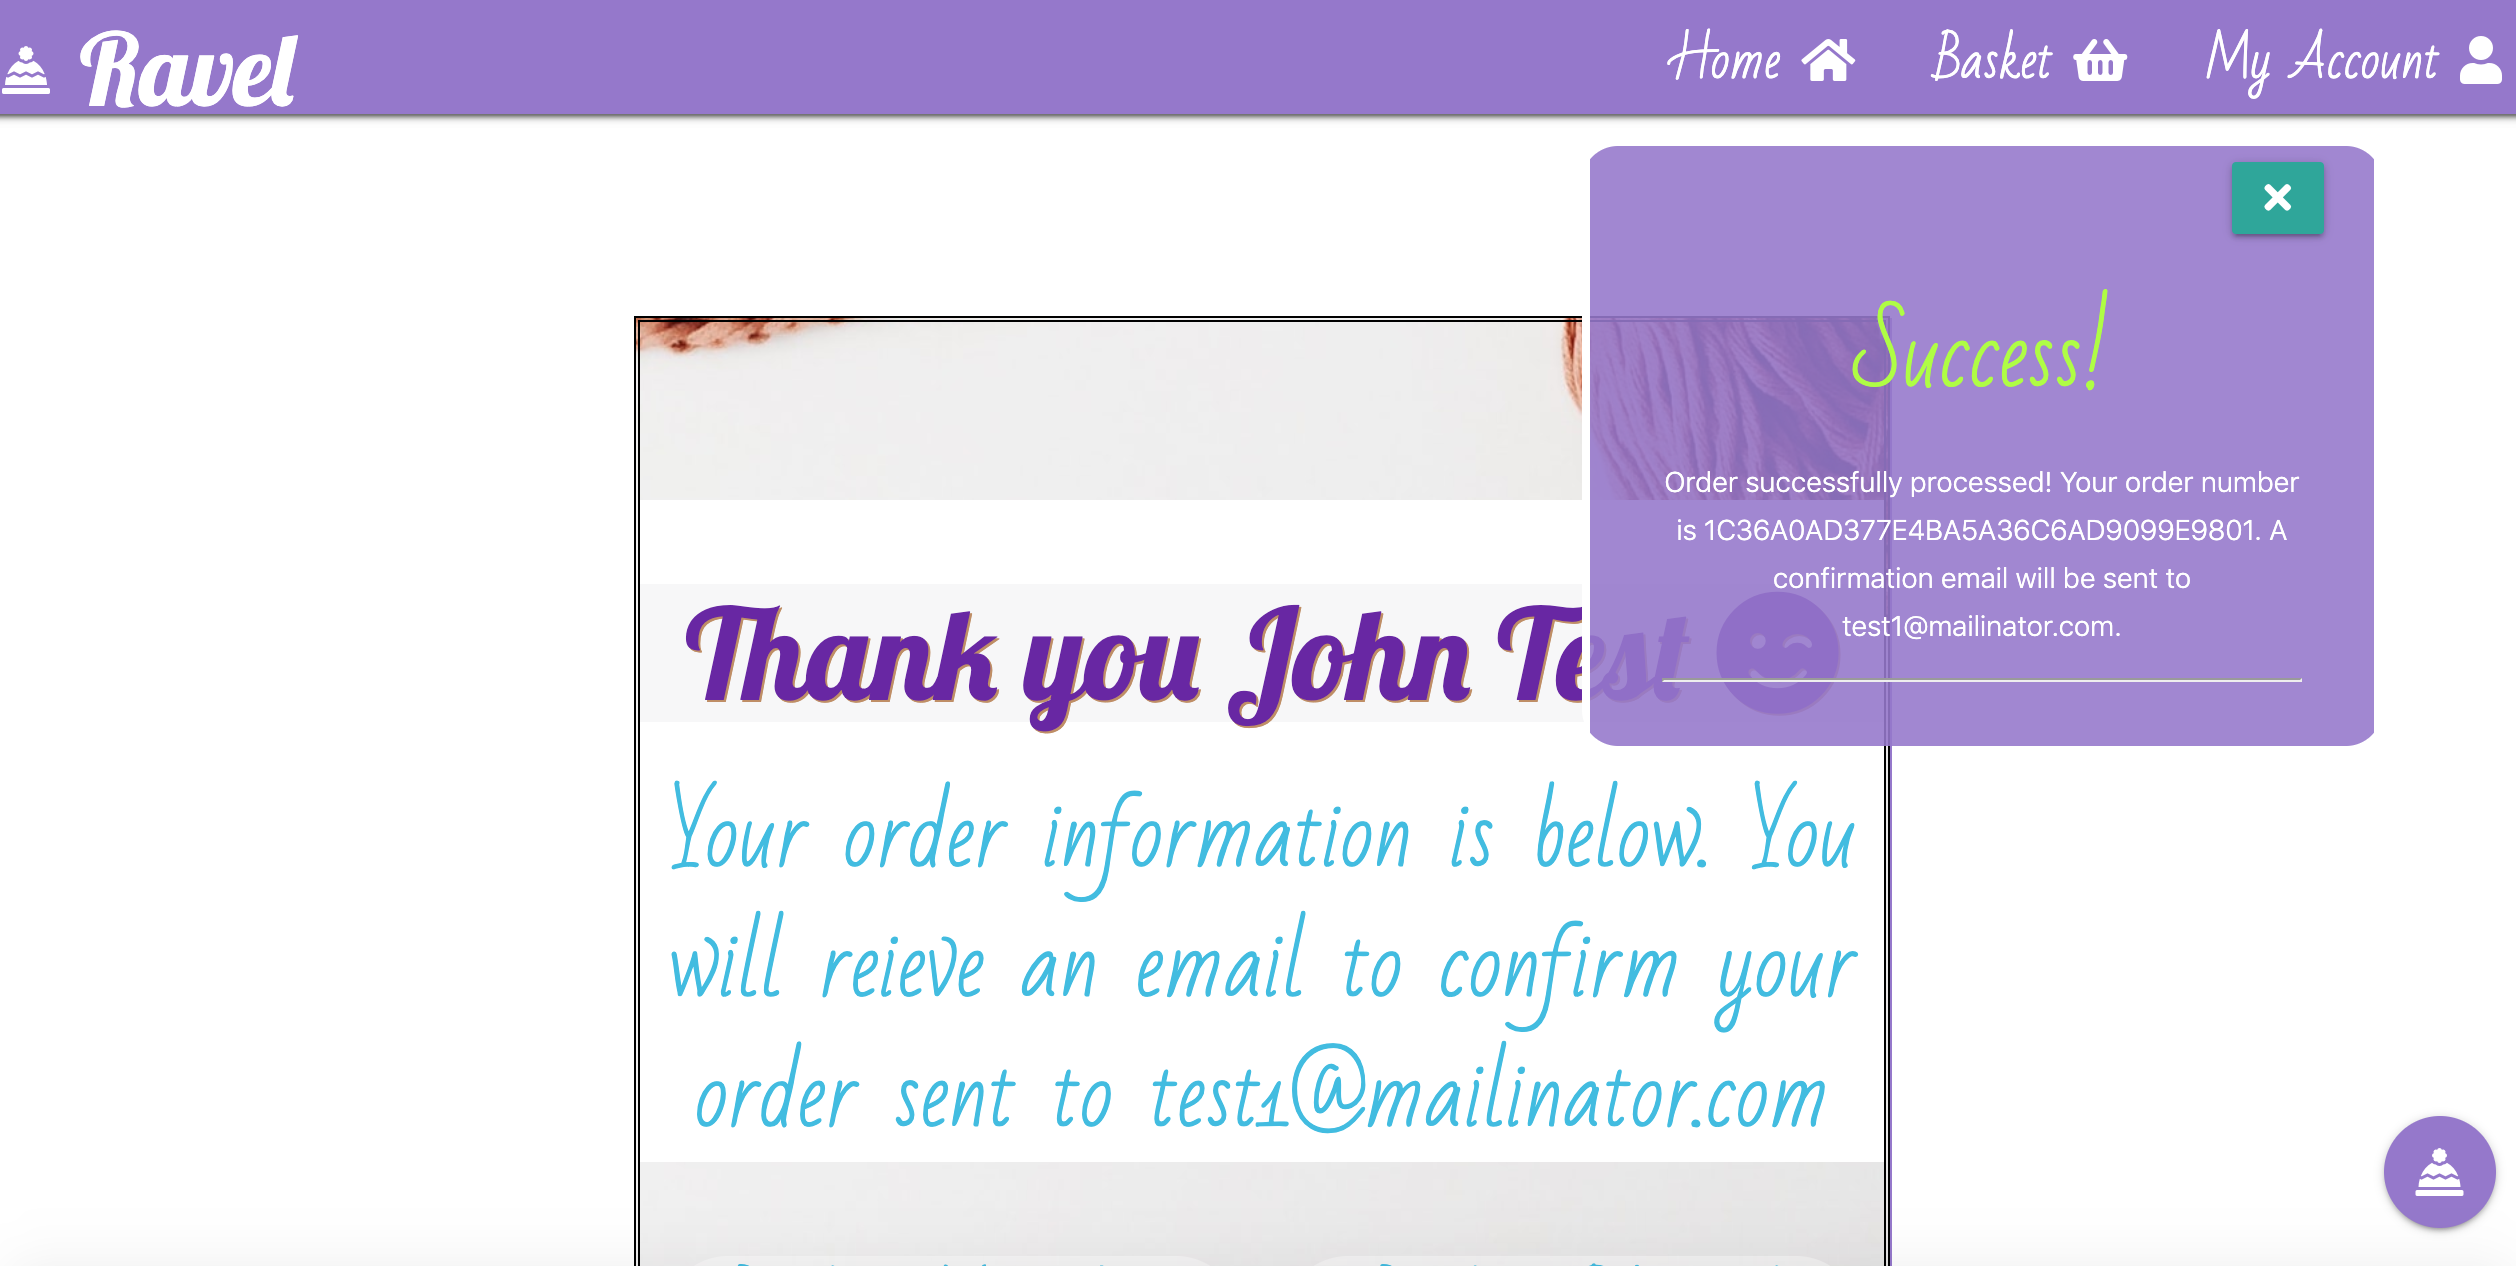 Ravel
Home
Basket
My Account
Success!
Order successfully processed! Your order number
is 1C36A0AD377E4BA5A36C6AD9099E9801. A
confirmation email will be sent to
test1@mailinator.com.
Thank you John Test
Your order information is below. You
will reieve an email to confirm your
order sent to test1@mailinator.com